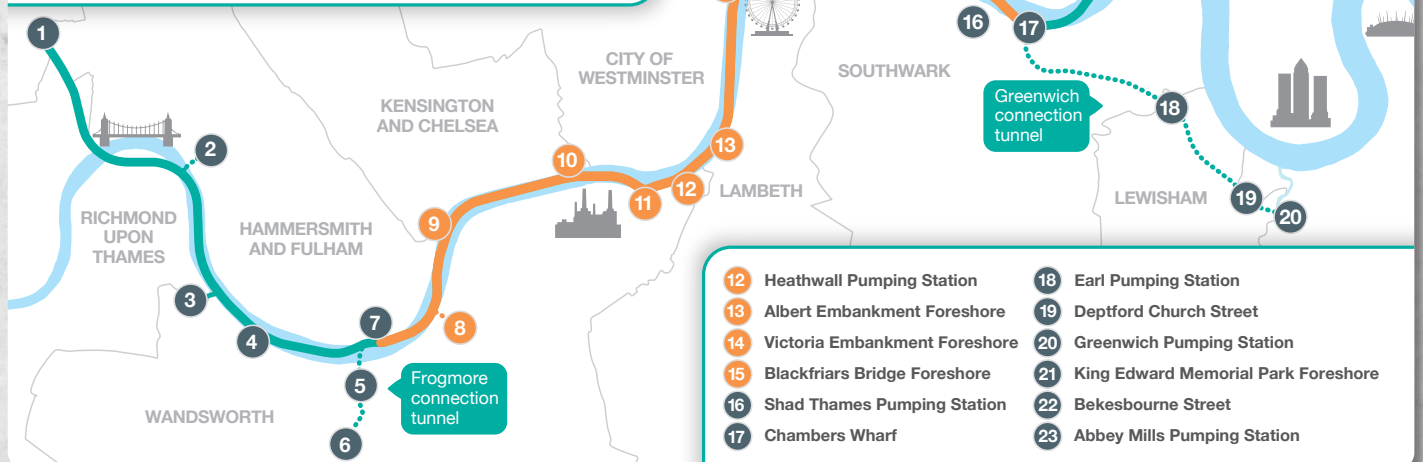 1
16
17
CITY OF
WESTMINSTER
SOUTHWARK
KENSINGTON
AND CHELSEA
Greenwich
connection
tunnel
18
2
13
10
12
11
LAMBETH
LEWISHAM
19
20
RICHMOND
UPON
THAMES
HAMMERSMITH
AND FULHAM
9
3
4
7
8
5
Frogmore
connection
tunnel
WANDSWORTH
6
12 Heathwall Pumping Station
13 Albert Embankment Foreshore
14 Victoria Embankment Foreshore
15 Blackfriars Bridge Foreshore
16 Shad Thames Pumping Station
17 Chambers Wharf
18 Earl Pumping Station
19 Deptford Church Street
20 Greenwich Pumping Station
21 King Edward Memorial Park Foreshore
22 Bekesbourne Street
23 Abbey Mills Pumping Station